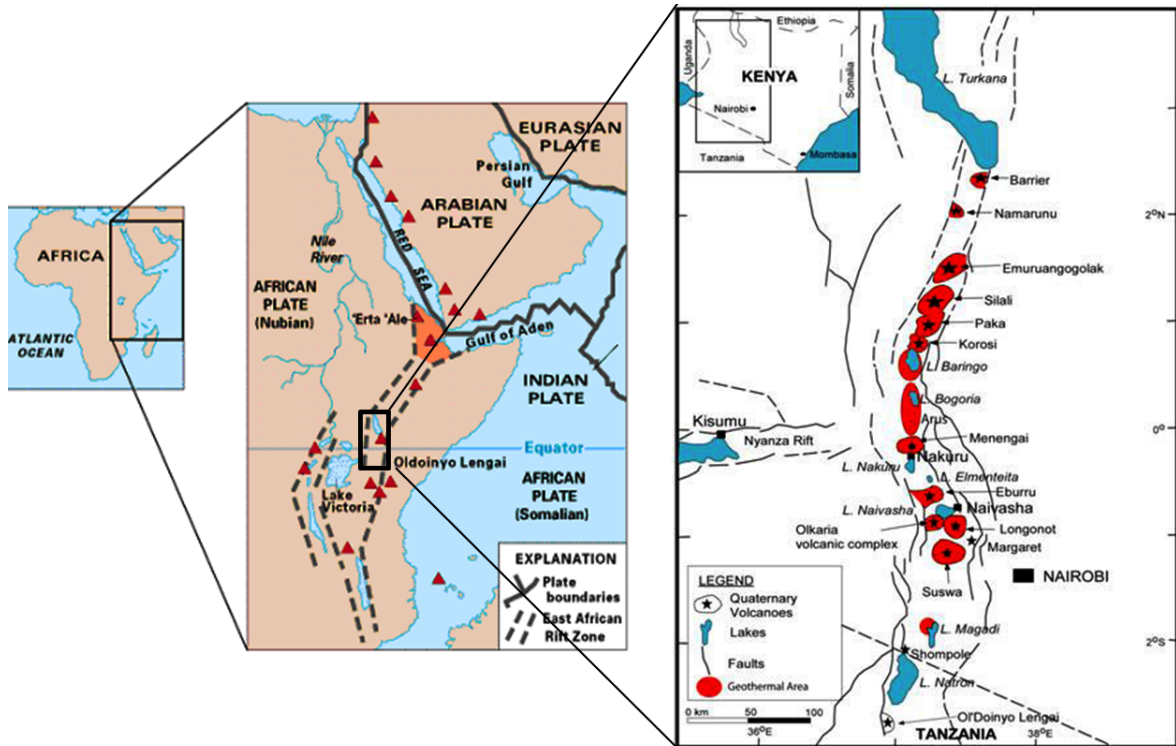 AFRICA
ATLANTIC
OCEAN
EURASIAN
PLATE
Persian
Gulf
ARABIAN
PLATE
Nile
River
RED
SEA
AFRICAN
PLATE
(Nubian)
'Erta 'Ale
Gulf of Aden
INDIAN
PLATE
Equator
Oldoinyo Lengai
Lake
Victoria
AFRICAN
PLATE
(Somalian)
EXPLANATION
Plate
boundaries
East African
Rift Zone
Ethiopia
Uganda
KENYA
Somalia
Nairobi
Tanzania
Mombasa
L. Turkana
Barrier
Namarunu
2°N
Emuruangogolak
Silali
Paka
Korosi
L. Baringo
L. Bogoria
Arus
Kisumu
Nyanza Rift
0°
Menengai
Nakuru
L. Nakuru
L. Elmenteita
Eburru
L. Naivasha
Naivasha
Olkaria
volcanic complex
Longonot
Margaret
Suswa
NAIROBI
LEGEND
Quaternary
Volcanoes
Lakes
Faults
Geothermal Area
L. Magadi
2°S
Shompole
L. Natron
0 km 50 100
Ol'Doinyo Lengai
TANZANIA
36°E
38°E